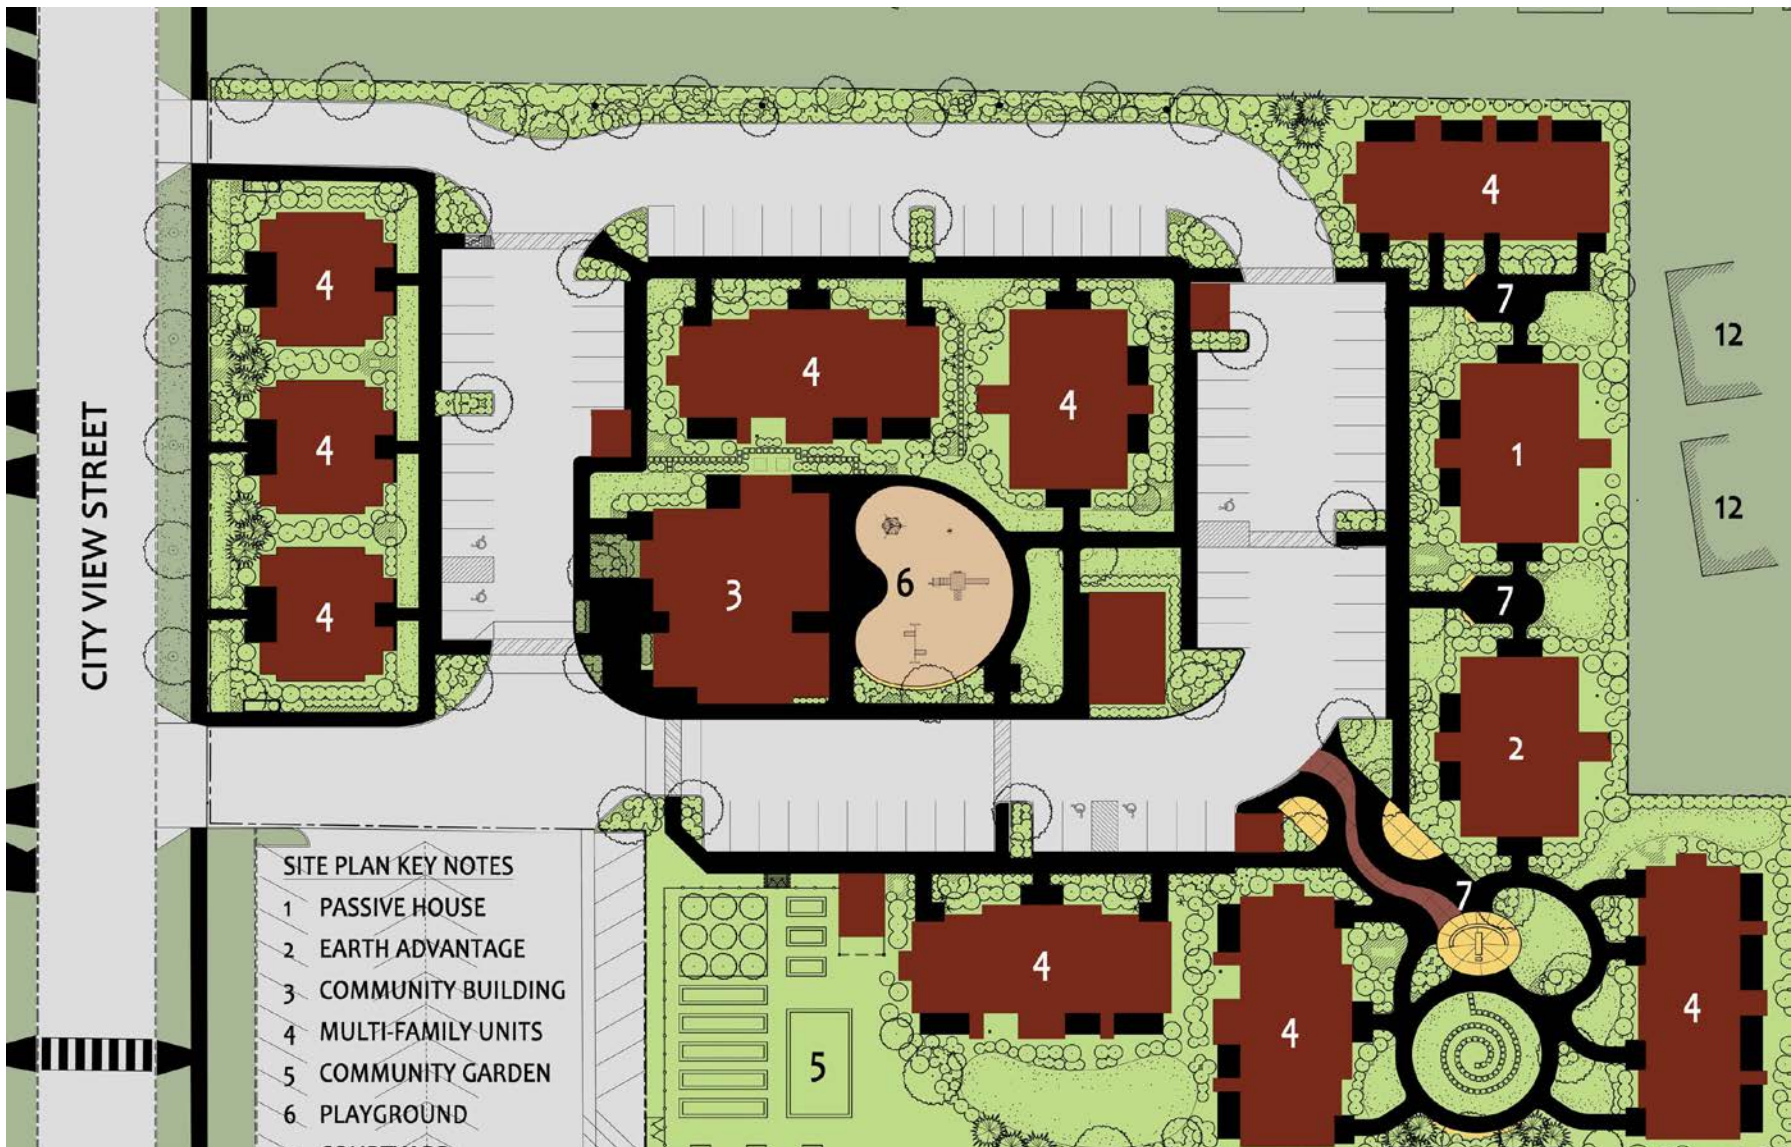 4
4
7
12
4
4
4
1
4
12
CITY VIEW STREET
3
6
7
4
2
SITE PLAN KEY NOTES
1 PASSIVE HOUSE
2 EARTH ADVANTAGE
3 COMMUNITY BUILDING
4 MULTI-FAMILY UNITS
5 COMMUNITY GARDEN
6 PLAYGROUND
7
4
4
4
5